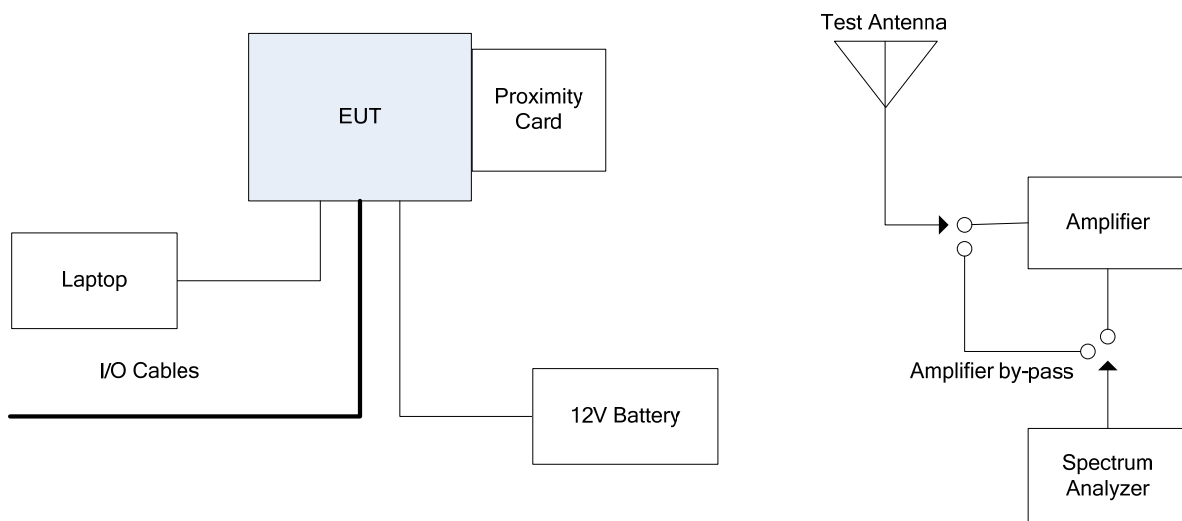 Test Antenna
EUT
Proximity
Card
Amplifier
Laptop
I/O Cables
Amplifier by-pass
12V Battery
Spectrum
Analyzer